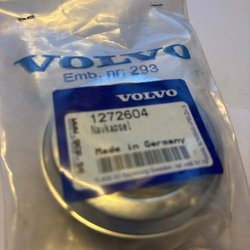 VOLVO
Emb. nr. 293
VOLVO
1272604
Navkapsel
Made in Germany